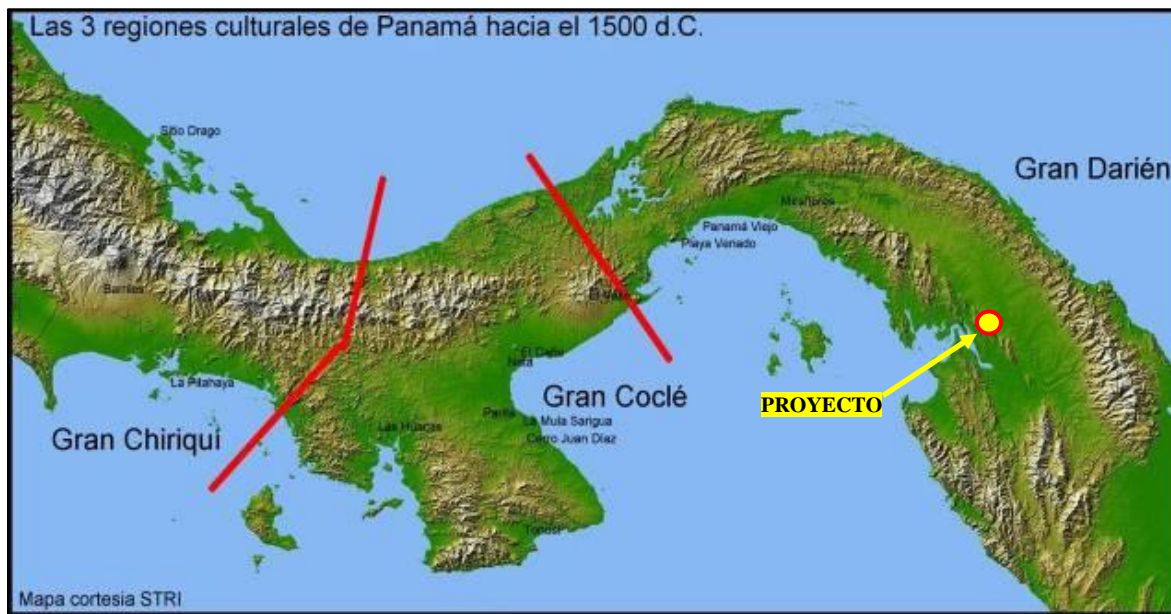 Las 3 regiones culturales de Panamá hacia el 1500 d.C.
Sitio Drago
Gran Darién
Miraflores
Panamá Viejo
Playa Venado
Barriles
El Valle
El Caño
Natá
La Pitahaya
Gran Coclé
PROYECTO
Parita
La Mula Sarigua
Las Huacas
Cerro Juan Díaz
Gran Chiriquí
Tonosí
Mapa cortesia STRI